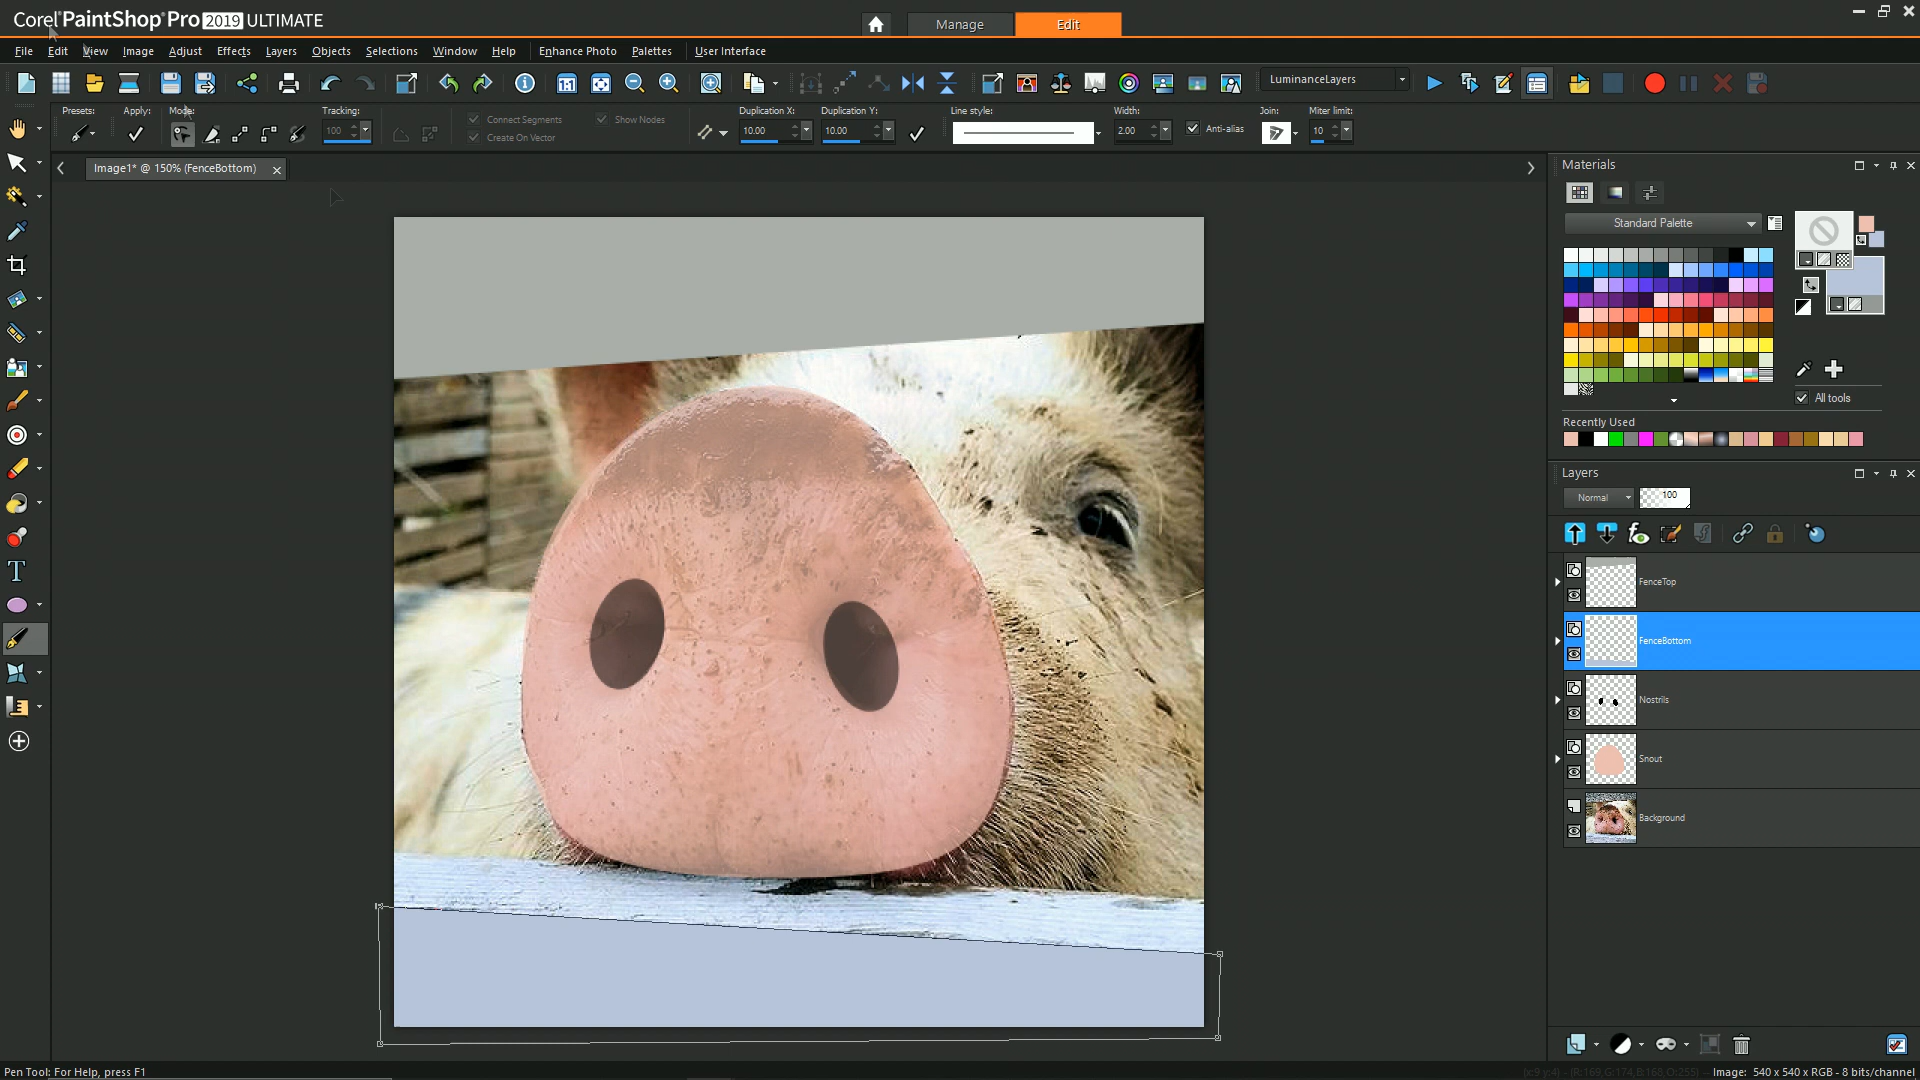 Corel PaintShop Pro 2019 ULTIMATE
Manage
Edit
File Edit View Image Adjust Effects Layers Objects Selections Window Help Enhance Photo Palettes User Interface
LuminanceLayers
Presets: Apply: Mode: Tracking: Duplication X: Duplication Y: Line style: Width: Join: Miter limit:
100 Connect Segments Show Nodes 10.00 10.00 2.00 Anti-alias 10
Create On Vector
Image1* @ 150% (FenceBottom)
Materials
Standard Palette
All tools
Recently Used
Layers
Normal 100
FenceTop
FenceBottom
Nostrils
Snout
Background
Pen Tool: For Help, press F1
Image: 540 x 540 x RGB - 8 bits/channel